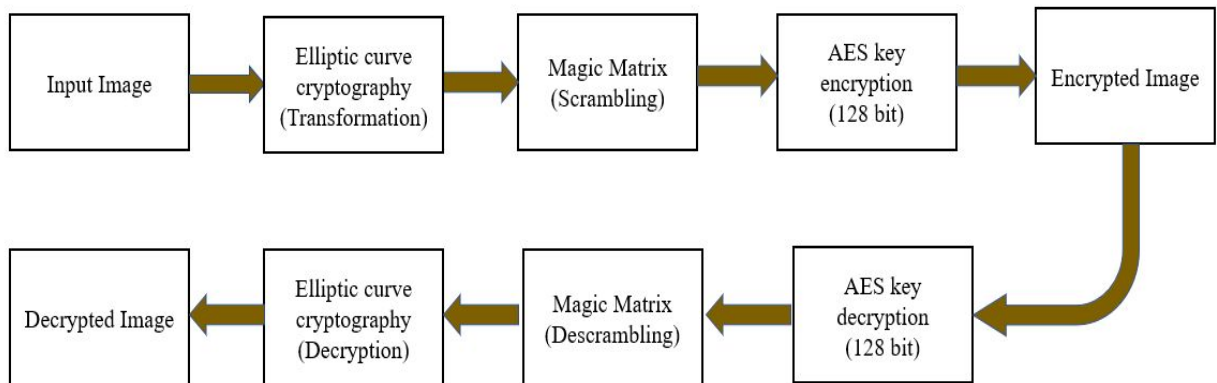 Input Image
Elliptic curve
cryptography
(Transformation)
Magic Matrix
(Scrambling)
AES key
encryption
(128 bit)
Encrypted Image
Decrypted Image
Elliptic curve
cryptography
(Decryption)
Magic Matrix
(Descrambling)
AES key
decryption
(128 bit)